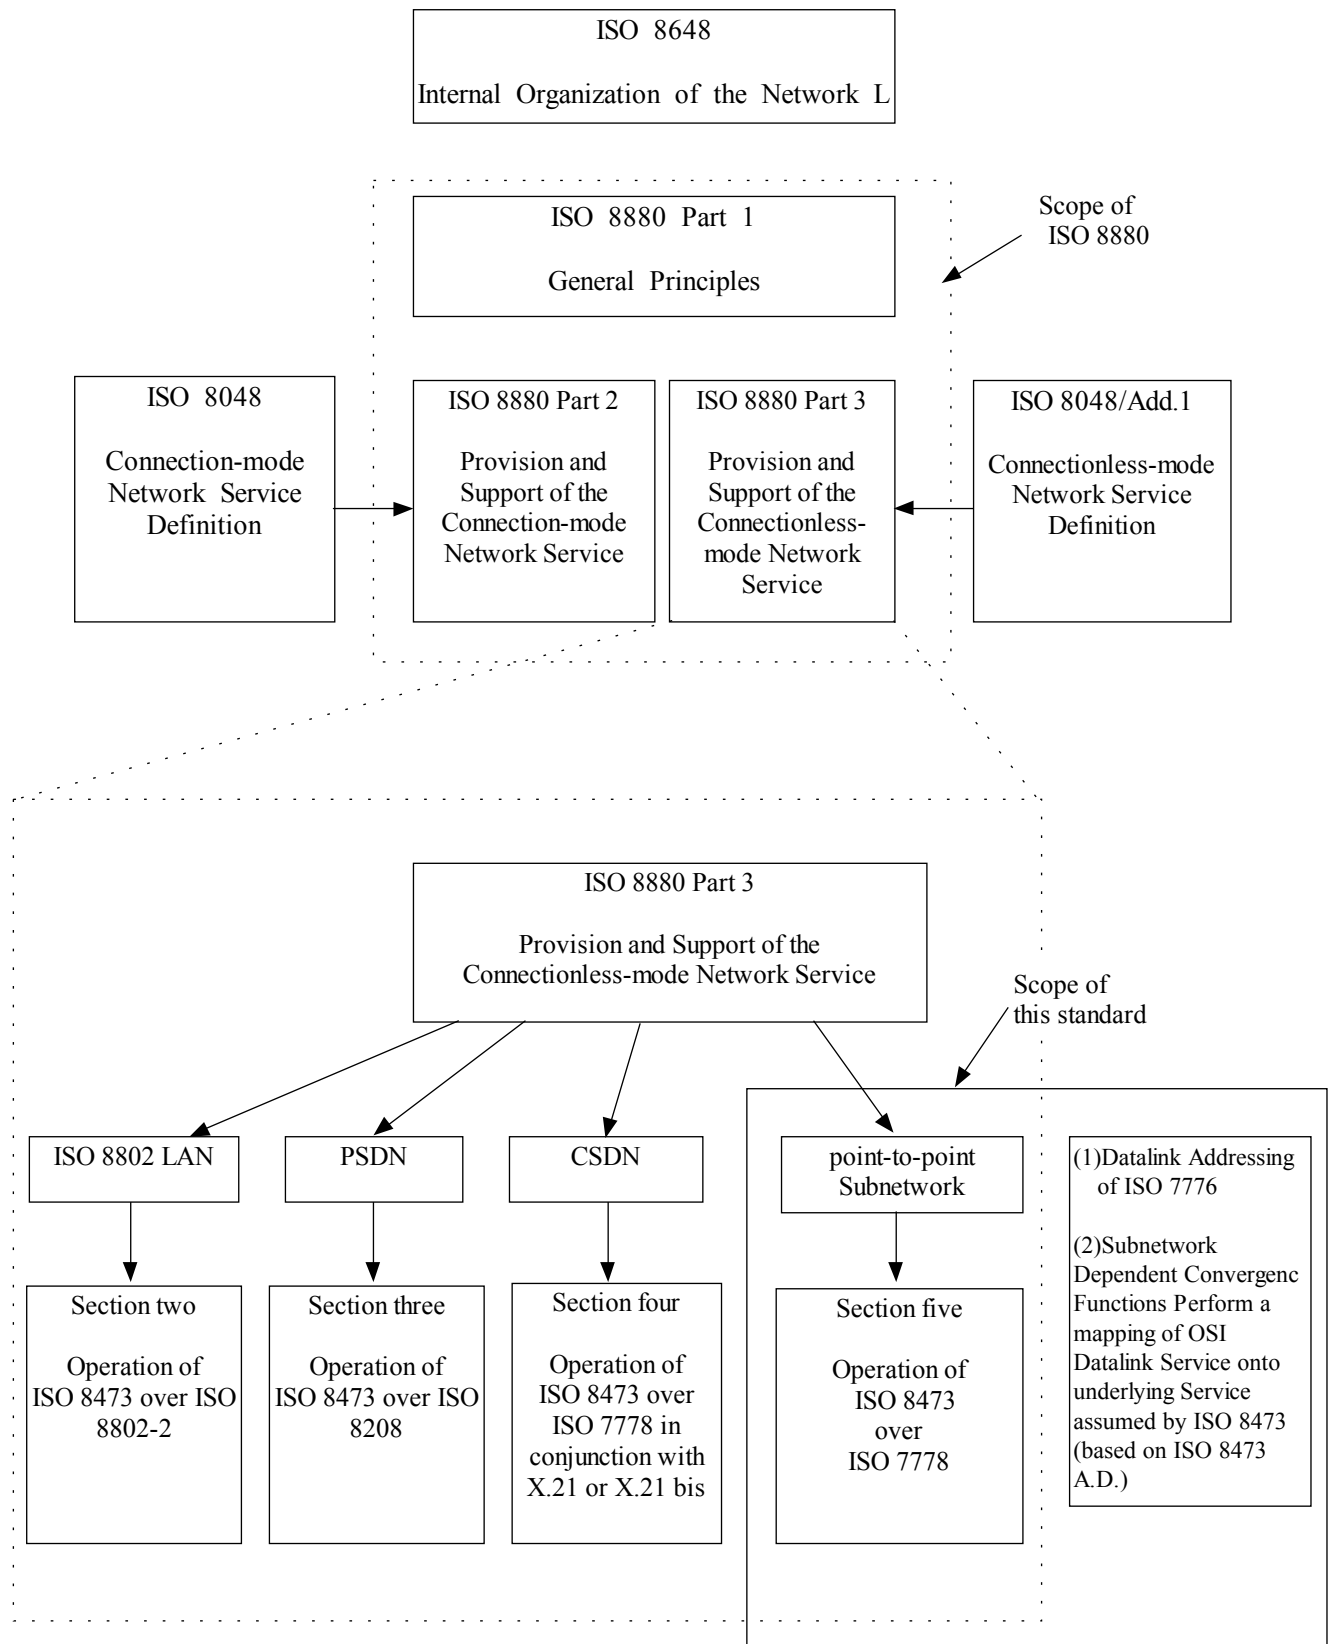 ISO 8648
Internal Organization of the Network L
ISO 8880 Part 1
General Principles
Scope of
ISO 8880
ISO 8048
Connection-mode
Network Service
Definition
ISO 8880 Part 2
Provision and
Support of the
Connection-mode
Network Service
ISO 8880 Part 3
Provision and
Support of the
Connectionless-
mode Network
Service
ISO 8048/Add.1
Connectionless-mode
Network Service
Definition
ISO 8880 Part 3
Provision and Support of the
Connectionless-mode Network Service
Scope of
this standard
ISO 8802 LAN
PSDN
CSDN
point-to-point
Subnetwork
Section two
Operation of
ISO 8473 over ISO
8802-2
Section three
Operation of
ISO 8473 over ISO
8208
Section four
Operation of
ISO 8473 over
ISO 7778 in
conjunction with
X.21 or X.21 bis
Section five
Operation of
ISO 8473
over
ISO 7778
(1)Datalink Addressing
of ISO 7776
(2)Subnetwork
Dependent Convergenc
Functions Perform a
mapping of OSI
Datalink Service onto
underlying Service
assumed by ISO 8473
(based on ISO 8473
A.D.)